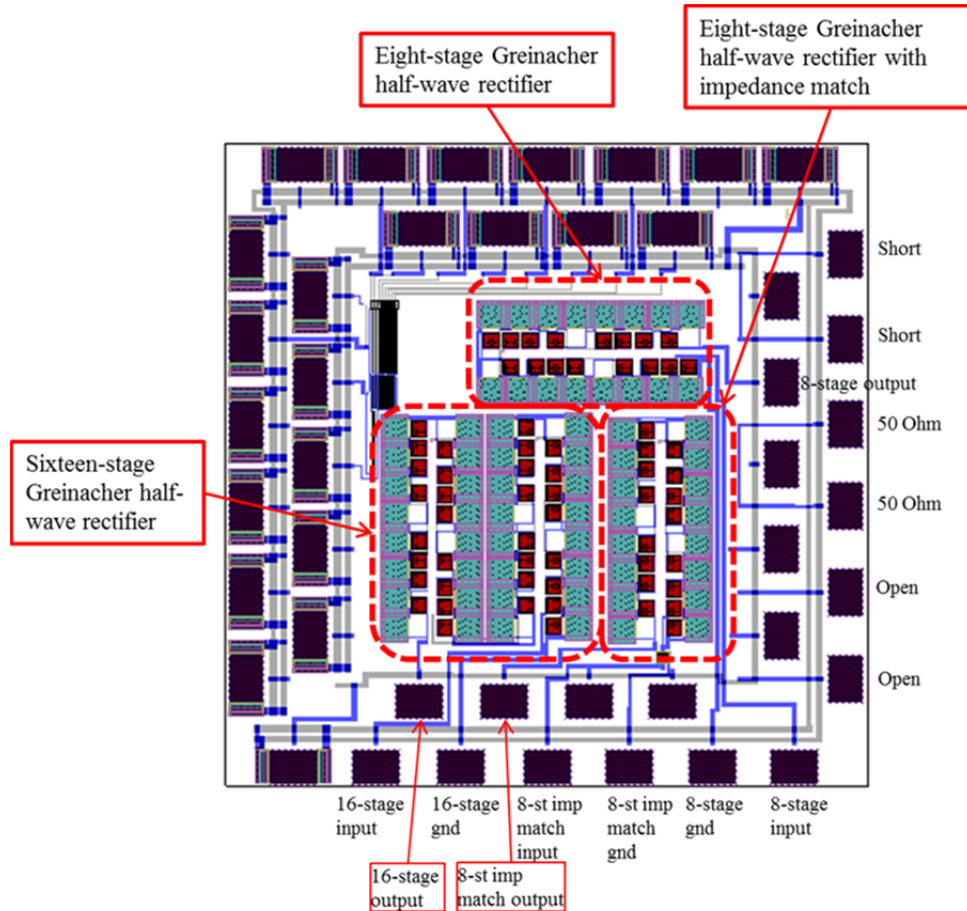 Eight-stage Greinacher
half-wave rectifier
Eight-stage Greinacher
half-wave rectifier with
impedance match
Short
Short
8-stage output
50 Ohm
Sixteen-stage
Greinacher half-
wave rectifier
50 Ohm
Open
Open
16-stage
input
16-stage
gnd
8-st imp
match
input
8-st imp
match
gnd
8-stage
gnd
8-stage
input
16-stage
output
8-st imp
match output